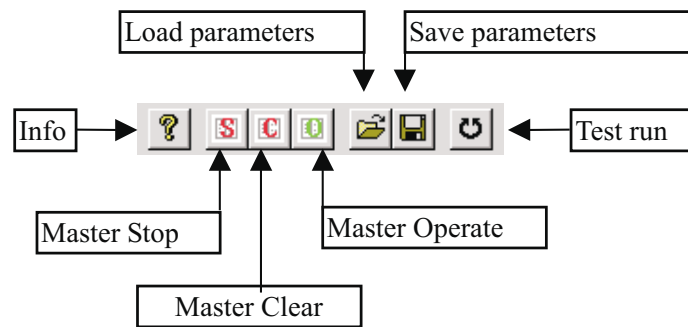 Load parameters
Save parameters
Info
?
S
C
O
Test run
Master Stop
Master Operate
Master Clear